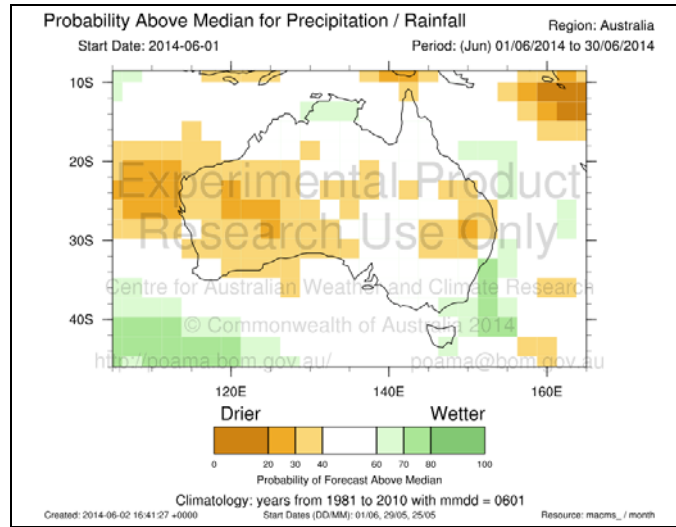 Probability Above Median for Precipitation / Rainfall
Region: Australia
Start Date: 2014-06-01
Period: (Jun) 01/06/2014 to 30/06/2014
10S
20S
30S
40S
Experimental Product
Research Use Only
Centre for Australian Weather and Climate Research
© Commonwealth of Australia 2014
http://poama.bom.gov.au/ poama@bom.gov.au
120E 140E 160E
Drier Wetter
0 20 30 40 60 70 80 100
Probability of Forecast Above Median
Climatology: years from 1981 to 2010 with mmdd = 0601
Created: 2014-06-02 16:41:27 +0000 Start Dates (DD/MM): 01/06, 29/05, 25/05 Resource: macms_ / month